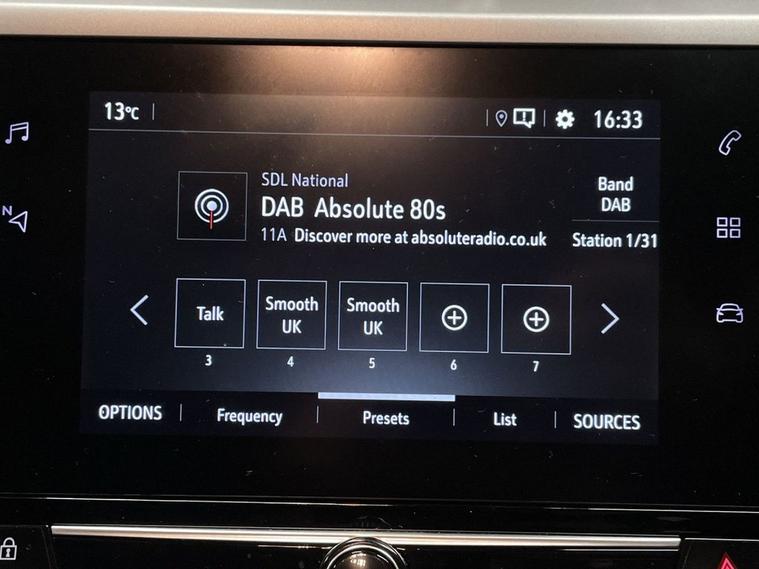 13°C
16:33
N
SDL National
DAB Absolute 80s
11A Discover more at absoluteradio.co.uk
Band
DAB
Station 1/31
Talk
Smooth
UK
Smooth
UK
3
4
5
6
7
OPTIONS
Frequency
Presets
List
SOURCES